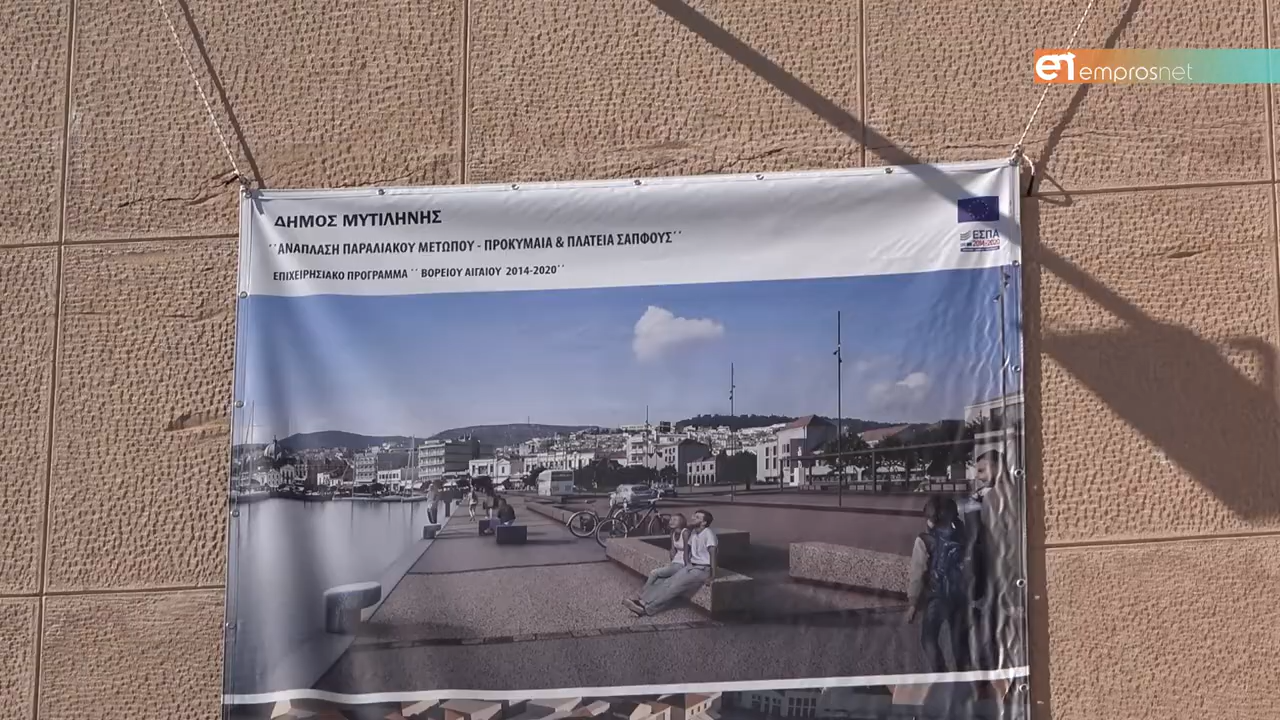 emprosnet
ΔΗΜΟΣ ΜΥΤΙΛΗΝΗΣ
´´ΑΝΑΠΛΑΣΗ ΠΑΡΑΛΙΑΚΟΥ ΜΕΤΩΠΟΥ - ΠΡΟΚΥΜΑΙΑ & ΠΛΑΤΕΙΑ ΣΑΠΦΟΥΣ´´
ΕΠΙΧΕΙΡΗΣΙΑΚΟ ΠΡΟΓΡΑΜΜΑ ´´ ΒΟΡΕΙΟΥ ΑΙΓΑΙΟΥ 2014-2020´´
ΕΣΠΑ
2014-2020